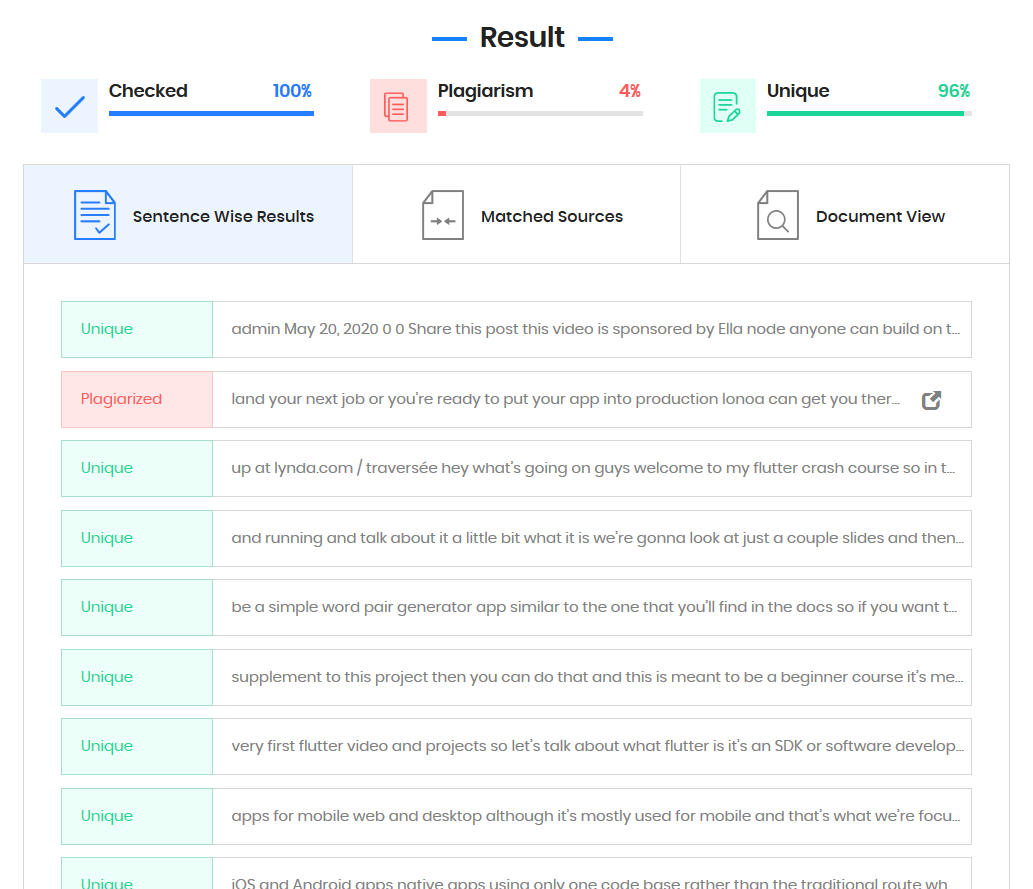 Result
Checked 100%
Plagiarism 4%
Unique 96%
Sentence Wise Results
Matched Sources
Document View
Unique admin May 20, 2020 0 0 Share this post this video is sponsored by Ella node anyone can build on t...
Plagiarized land your next job or you're ready to put your app into production lonoa can get you ther...
Unique up at lynda.com / traversée hey what's going on guys welcome to my flutter crash course so in t...
Unique and running and talk about it a little bit what it is we're gonna look at just a couple slides and then...
Unique be a simple word pair generator app similar to the one that you'll find in the docs so if you want t...
Unique supplement to this project then you can do that and this is meant to be a beginner course it's me...
Unique very first flutter video and projects so let's talk about what flutter is it's an SDK or software develop...
Unique apps for mobile web and desktop although it's mostly used for mobile and that's what we're focu...
Unique iOS and Android apps native apps using only one code base rather than the traditional route wh...